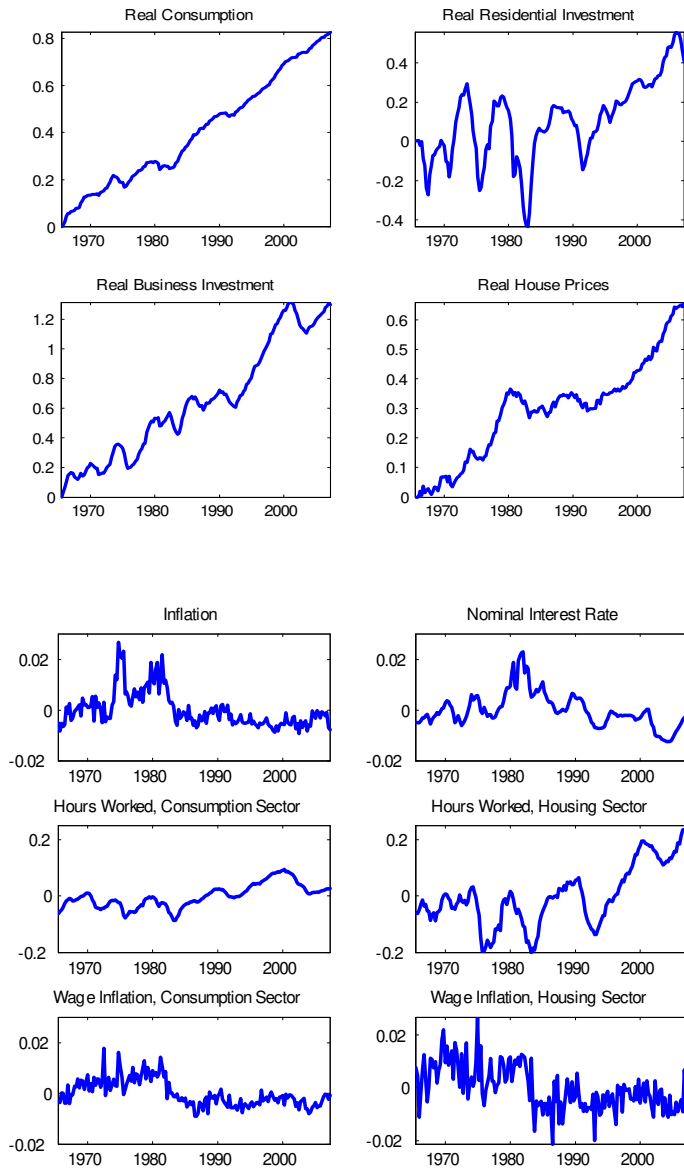 Real Consumption
0.8
0.6
0.4
0.2
0
1970 1980 1990 2000
Real Residential Investment
0.4
0.2
0
-0.2
-0.4
1970 1980 1990 2000
Real Business Investment
1.2
1
0.8
0.6
0.4
0.2
0
1970 1980 1990 2000
Real House Prices
0.6
0.5
0.4
0.3
0.2
0.1
0
1970 1980 1990 2000
Inflation
0.02
0
-0.02
1970 1980 1990 2000
Nominal Interest Rate
0.02
0
-0.02
1970 1980 1990 2000
Hours Worked, Consumption Sector
0.2
0
-0.2
1970 1980 1990 2000
Hours Worked, Housing Sector
0.2
0
-0.2
1970 1980 1990 2000
Wage Inflation, Consumption Sector
0.02
0
-0.02
1970 1980 1990 2000
Wage Inflation, Housing Sector
0.02
0
-0.02
1970 1980 1990 2000